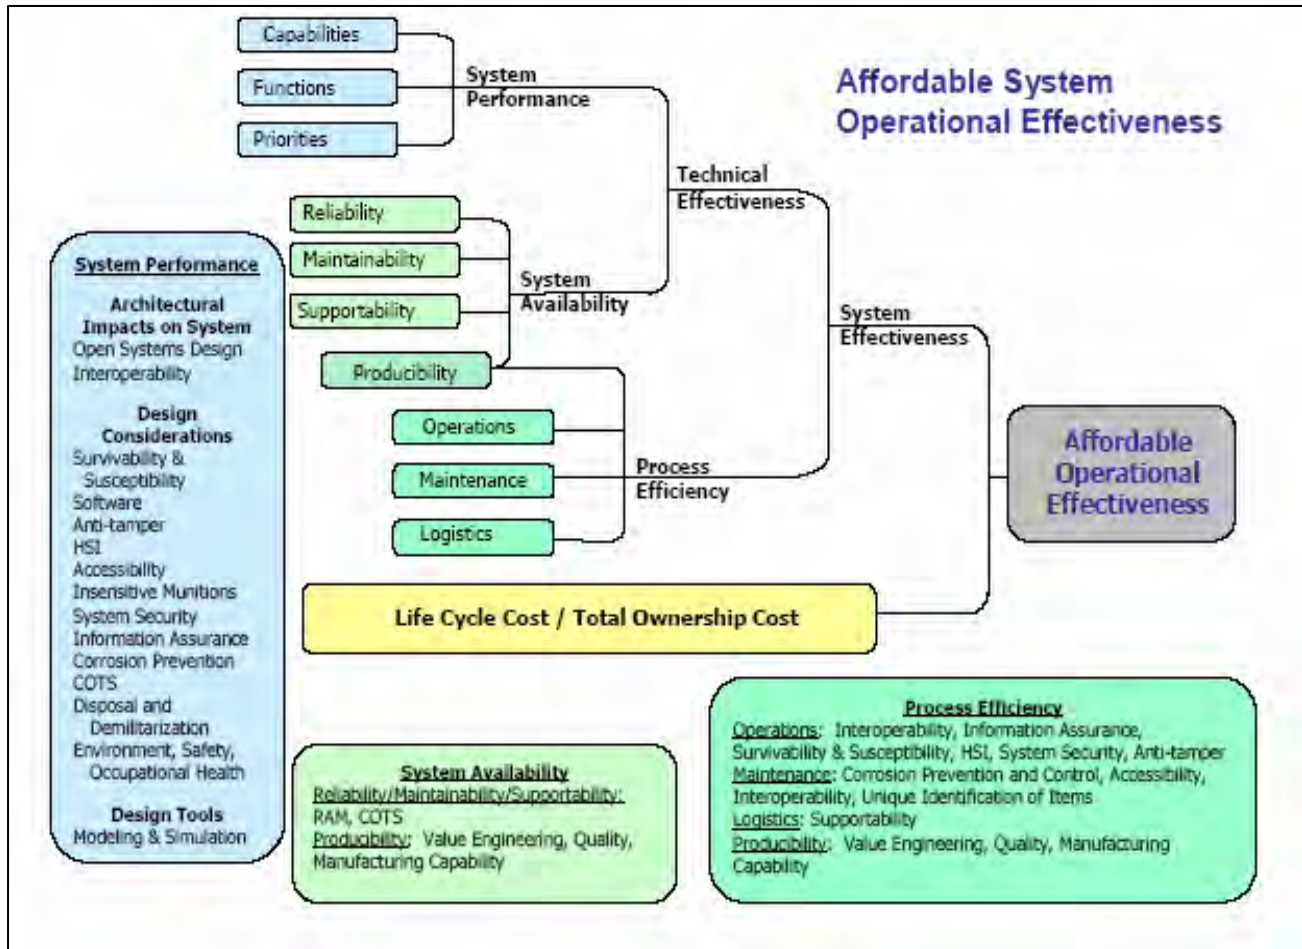 Affordable System
Operational Effectiveness
Capabilities
Functions
Priorities
System
Performance
Technical
Effectiveness
Reliability
Maintainability
Supportability
Producibility
System
Availability
System
Effectiveness
Operations
Maintenance
Logistics
Process
Efficiency
Affordable
Operational
Effectiveness
Life Cycle Cost / Total Ownership Cost
System Performance
Architectural
Impacts on System
Open Systems Design
Interoperability
Design
Considerations
Survivability &
Susceptibility
Software
Anti-tamper
HSI
Accessibility
Insensitive Munitions
System Security
Information Assurance
Corrosion Prevention
COTS
Disposal and
Demilitarization
Environment, Safety,
Occupational Health
Design Tools
Modeling & Simulation
System Availability
Reliability/Maintainability/Supportability:
RAM, COTS
Producibility: Value Engineering, Quality,
Manufacturing Capability
Process Efficiency
Operations: Interoperability, Information Assurance,
Survivability & Susceptibility, HSI, System Security, Anti-tamper
Maintenance: Corrosion Prevention and Control, Accessibility,
Interoperability, Unique Identification of Items
Logistics: Supportability
Producibility: Value Engineering, Quality, Manufacturing
Capability